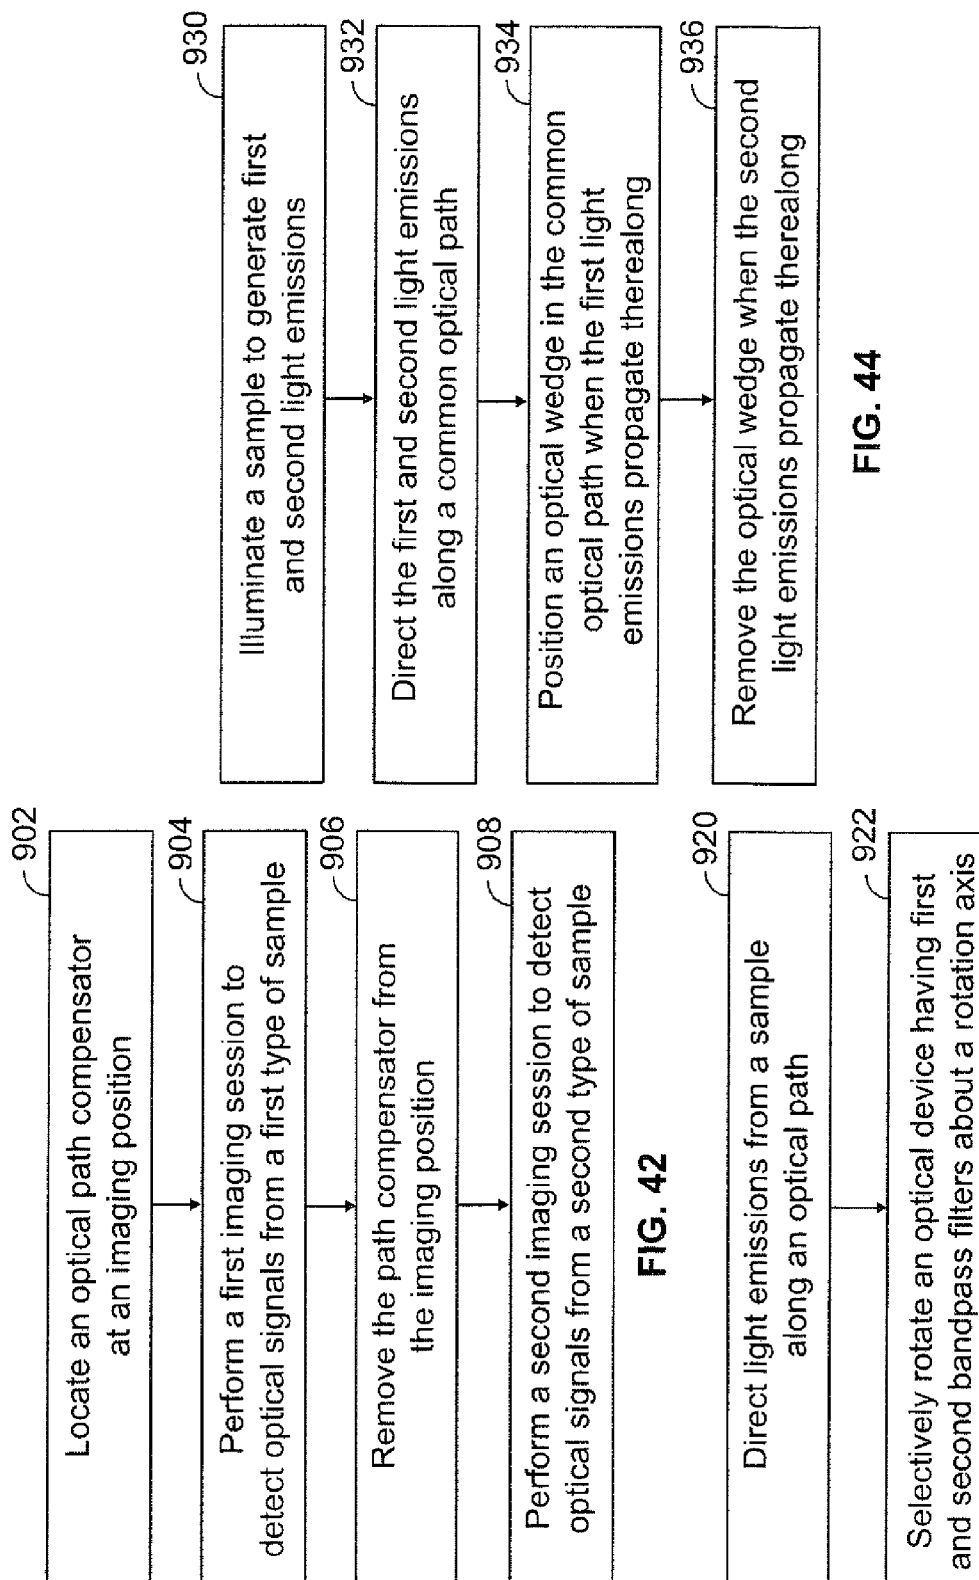 902
Locate an optical path compensator
at an imaging position
904
Perform a first imaging session to
detect optical signals from a first type of sample
906
Remove the path compensator from
the imaging position
908
Perform a second imaging session to detect
optical signals from a second type of sample
FIG. 42
920
Direct light emissions from a sample
along an optical path
922
Selectively rotate an optical device having first
and second bandpass filters about a rotation axis
930
Illuminate a sample to generate first
and second light emissions
932
Direct the first and second light emissions
along a common optical path
934
Position an optical wedge in the common
optical path when the first light
emissions propagate therealong
936
Remove the optical wedge when the second
light emissions propagate therealong
FIG. 44